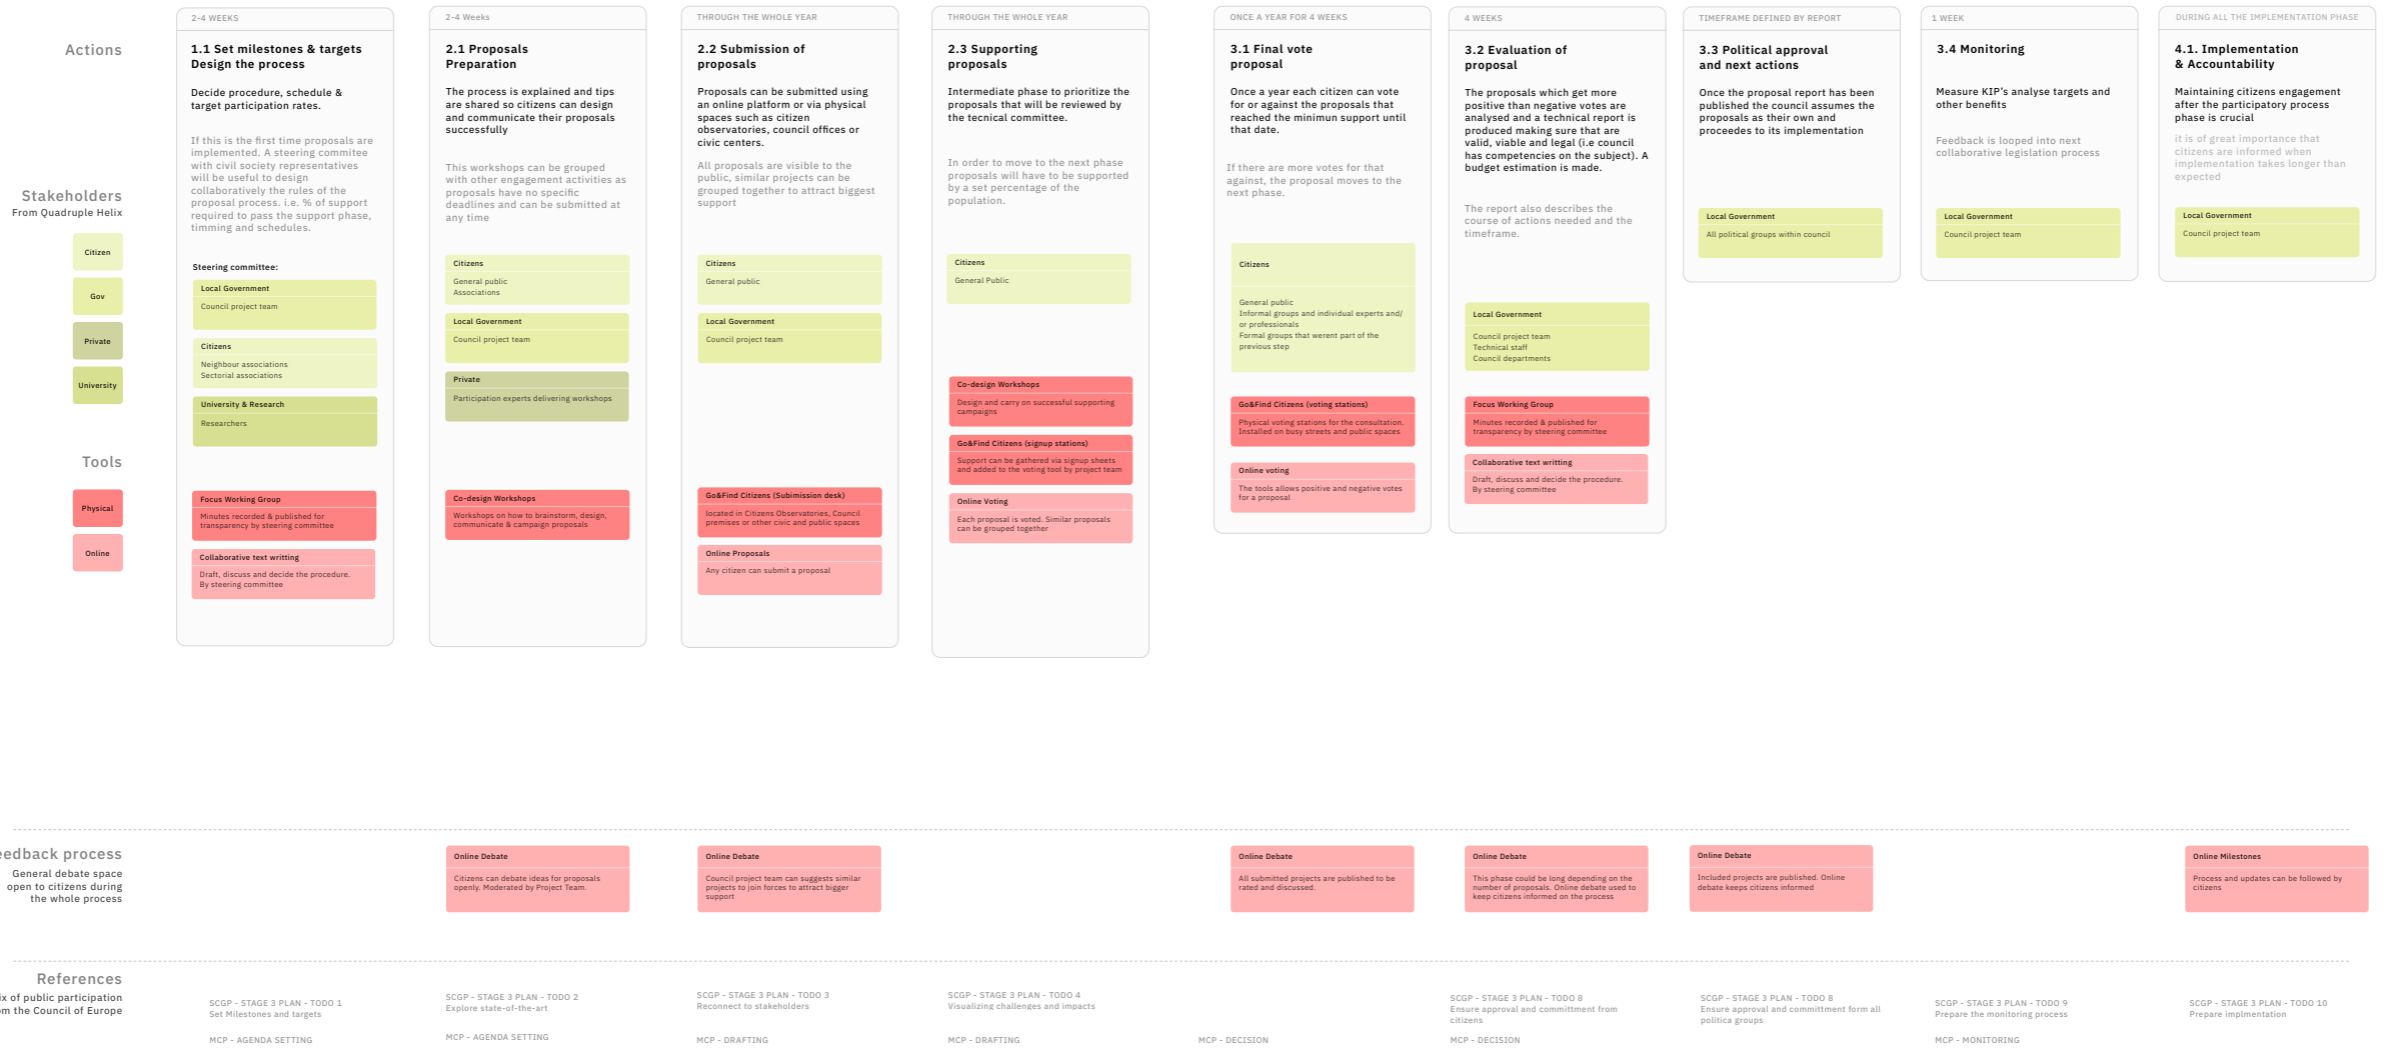 Actions
Stakeholders
From Quadruple Helix
Citizen
Gov
Private
University
Tools
Physical
Online
2-4 WEEKS
1.1 Set milestones & targets
Design the process
Decide procedure, schedule &
target participation rates.
If this is the first time proposals are
implemented. A steering commitee
with civil society representatives
will be useful to design
collaboratively the rules of the
proposal process. i.e. % of support
required to pass the support phase,
timming and schedules.
Steering committee:
Local Government
Council project team
Citizens
Neighbour associations
Sectorial associations
University & Research
Researchers
Focus Working Group
Minutes recorded & published for
transparency by steering committee
Collaborative text writting
Draft, discuss and decide the procedure.
By steering committee
2-4 Weeks
2.1 Proposals
Preparation
The process is explained and tips
are shared so citizens can design
and communicate their proposals
successfully
This workshops can be grouped
with other engagement activities as
proposals have no specific
deadlines and can be submitted at
any time
Citizens
General public
Associations
Local Government
Council project team
Private
Participation experts delivering workshops
Co-design Workshops
Workshops on how to brainstorm, design,
communicate & campaign proposals
THROUGH THE WHOLE YEAR
2.2 Submission of
proposals
Proposals can be submitted using
an online platform or via physical
spaces such as citizen
observatories, council offices or
civic centers.
All proposals are visible to the
public, similar projects can be
grouped together to attract biggest
support
Citizens
General public
Local Government
Council project team
Go&Find Citizens (Subimission desk)
located in Citizens Observatories, Council
premises or other civic and public spaces
Online Proposals
Any citizen can submit a proposal
THROUGH THE WHOLE YEAR
2.3 Supporting
proposals
Intermediate phase to prioritize the
proposals that will be reviewed by
the tecnical committee.
In order to move to the next phase
proposals will have to be supported
by a set percentage of the
population.
Citizens
General Public
Co-design Workshops
Design and carry on successful supporting
campaigns
Go&Find Citizens (signup stations)
Support can be gathered via signup sheets
and added to the voting tool by project team
Online Voting
Each proposal is voted. Similar proposals
can be grouped together
ONCE A YEAR FOR 4 WEEKS
3.1 Final vote
proposal
Once a year each citizen can vote
for or against the proposals that
reached the minimun support until
that date.
If there are more votes for that
against, the proposal moves to the
next phase.
Citizens
General public
Informal groups and individual experts and/
or professionals
Formal groups that werent part of the
previous step
Go&Find Citizens (voting stations)
Physical voting stations for the consultation.
Installed on busy streets and public spaces
Online voting
The tools allows positive and negative votes
for a proposal
4 WEEKS
3.2 Evaluation of
proposal
The proposals which get more
positive than negative votes are
analysed and a technical report is
produced making sure that are
valid, viable and legal (i.e council
has competencies on the subject). A
budget estimation is made.
The report also describes the
course of actions needed and the
timeframe.
Local Government
Council project team
Technical staff
Council departments
Focus Working Group
Minutes recorded & published for
transparency by steering committee
Collaborative text writting
Draft, discuss and decide the procedure.
By steering committee
TIMEFRAME DEFINED BY REPORT
3.3 Political approval
and next actions
Once the proposal report has been
published the council assumes the
proposals as their own and
proceedes to its implementation
Local Government
All political groups within council
1 WEEK
3.4 Monitoring
Measure KIP's analyse targets and
other benefits
Feedback is looped into next
collaborative legislation process
Local Government
Council project team
DURING ALL THE IMPLEMENTATION PHASE
4.1. Implementation
& Accountability
Maintaining citizens engagement
after the participatory process
phase is crucial
it is of great importance that
citizens are informed when
implementation takes longer than
expected
Local Government
Council project team
edback process
General debate space
open to citizens during
the whole process
Online Debate
Citizens can debate ideas for proposals
openly. Moderated by Project Team.
Online Debate
Council project team can suggests similar
projects to join forces to attract bigger
support
Online Debate
All submitted projects are published to be
rated and discussed.
Online Debate
This phase could be long depending on the
number of proposals. Online debate used to
keep citizens informed on the process
Online Debate
Included projects are published. Online
debate keeps citizens informed
Online Milestones
Process and updates can be followed by
citizens
References
ix of public participation
om the Council of Europe
SCGP - STAGE 3 PLAN - TODO 1
Set Milestones and targets
MCP - AGENDA SETTING
SCGP - STAGE 3 PLAN - TODO 2
Explore state-of-the-art
MCP - AGENDA SETTING
SCGP - STAGE 3 PLAN - TODO 3
Reconnect to stakeholders
MCP - DRAFTING
SCGP - STAGE 3 PLAN - TODO 4
Visualizing challenges and impacts
MCP - DRAFTING
MCP - DECISION
SCGP - STAGE 3 PLAN - TODO 8
Ensure approval and committment from
citizens
MCP - DECISION
SCGP - STAGE 3 PLAN - TODO 8
Ensure approval and committment form all
politica groups
SCGP - STAGE 3 PLAN - TODO 9
Prepare the monitoring process
MCP - MONITORING
SCGP - STAGE 3 PLAN - TODO 10
Prepare implmentation